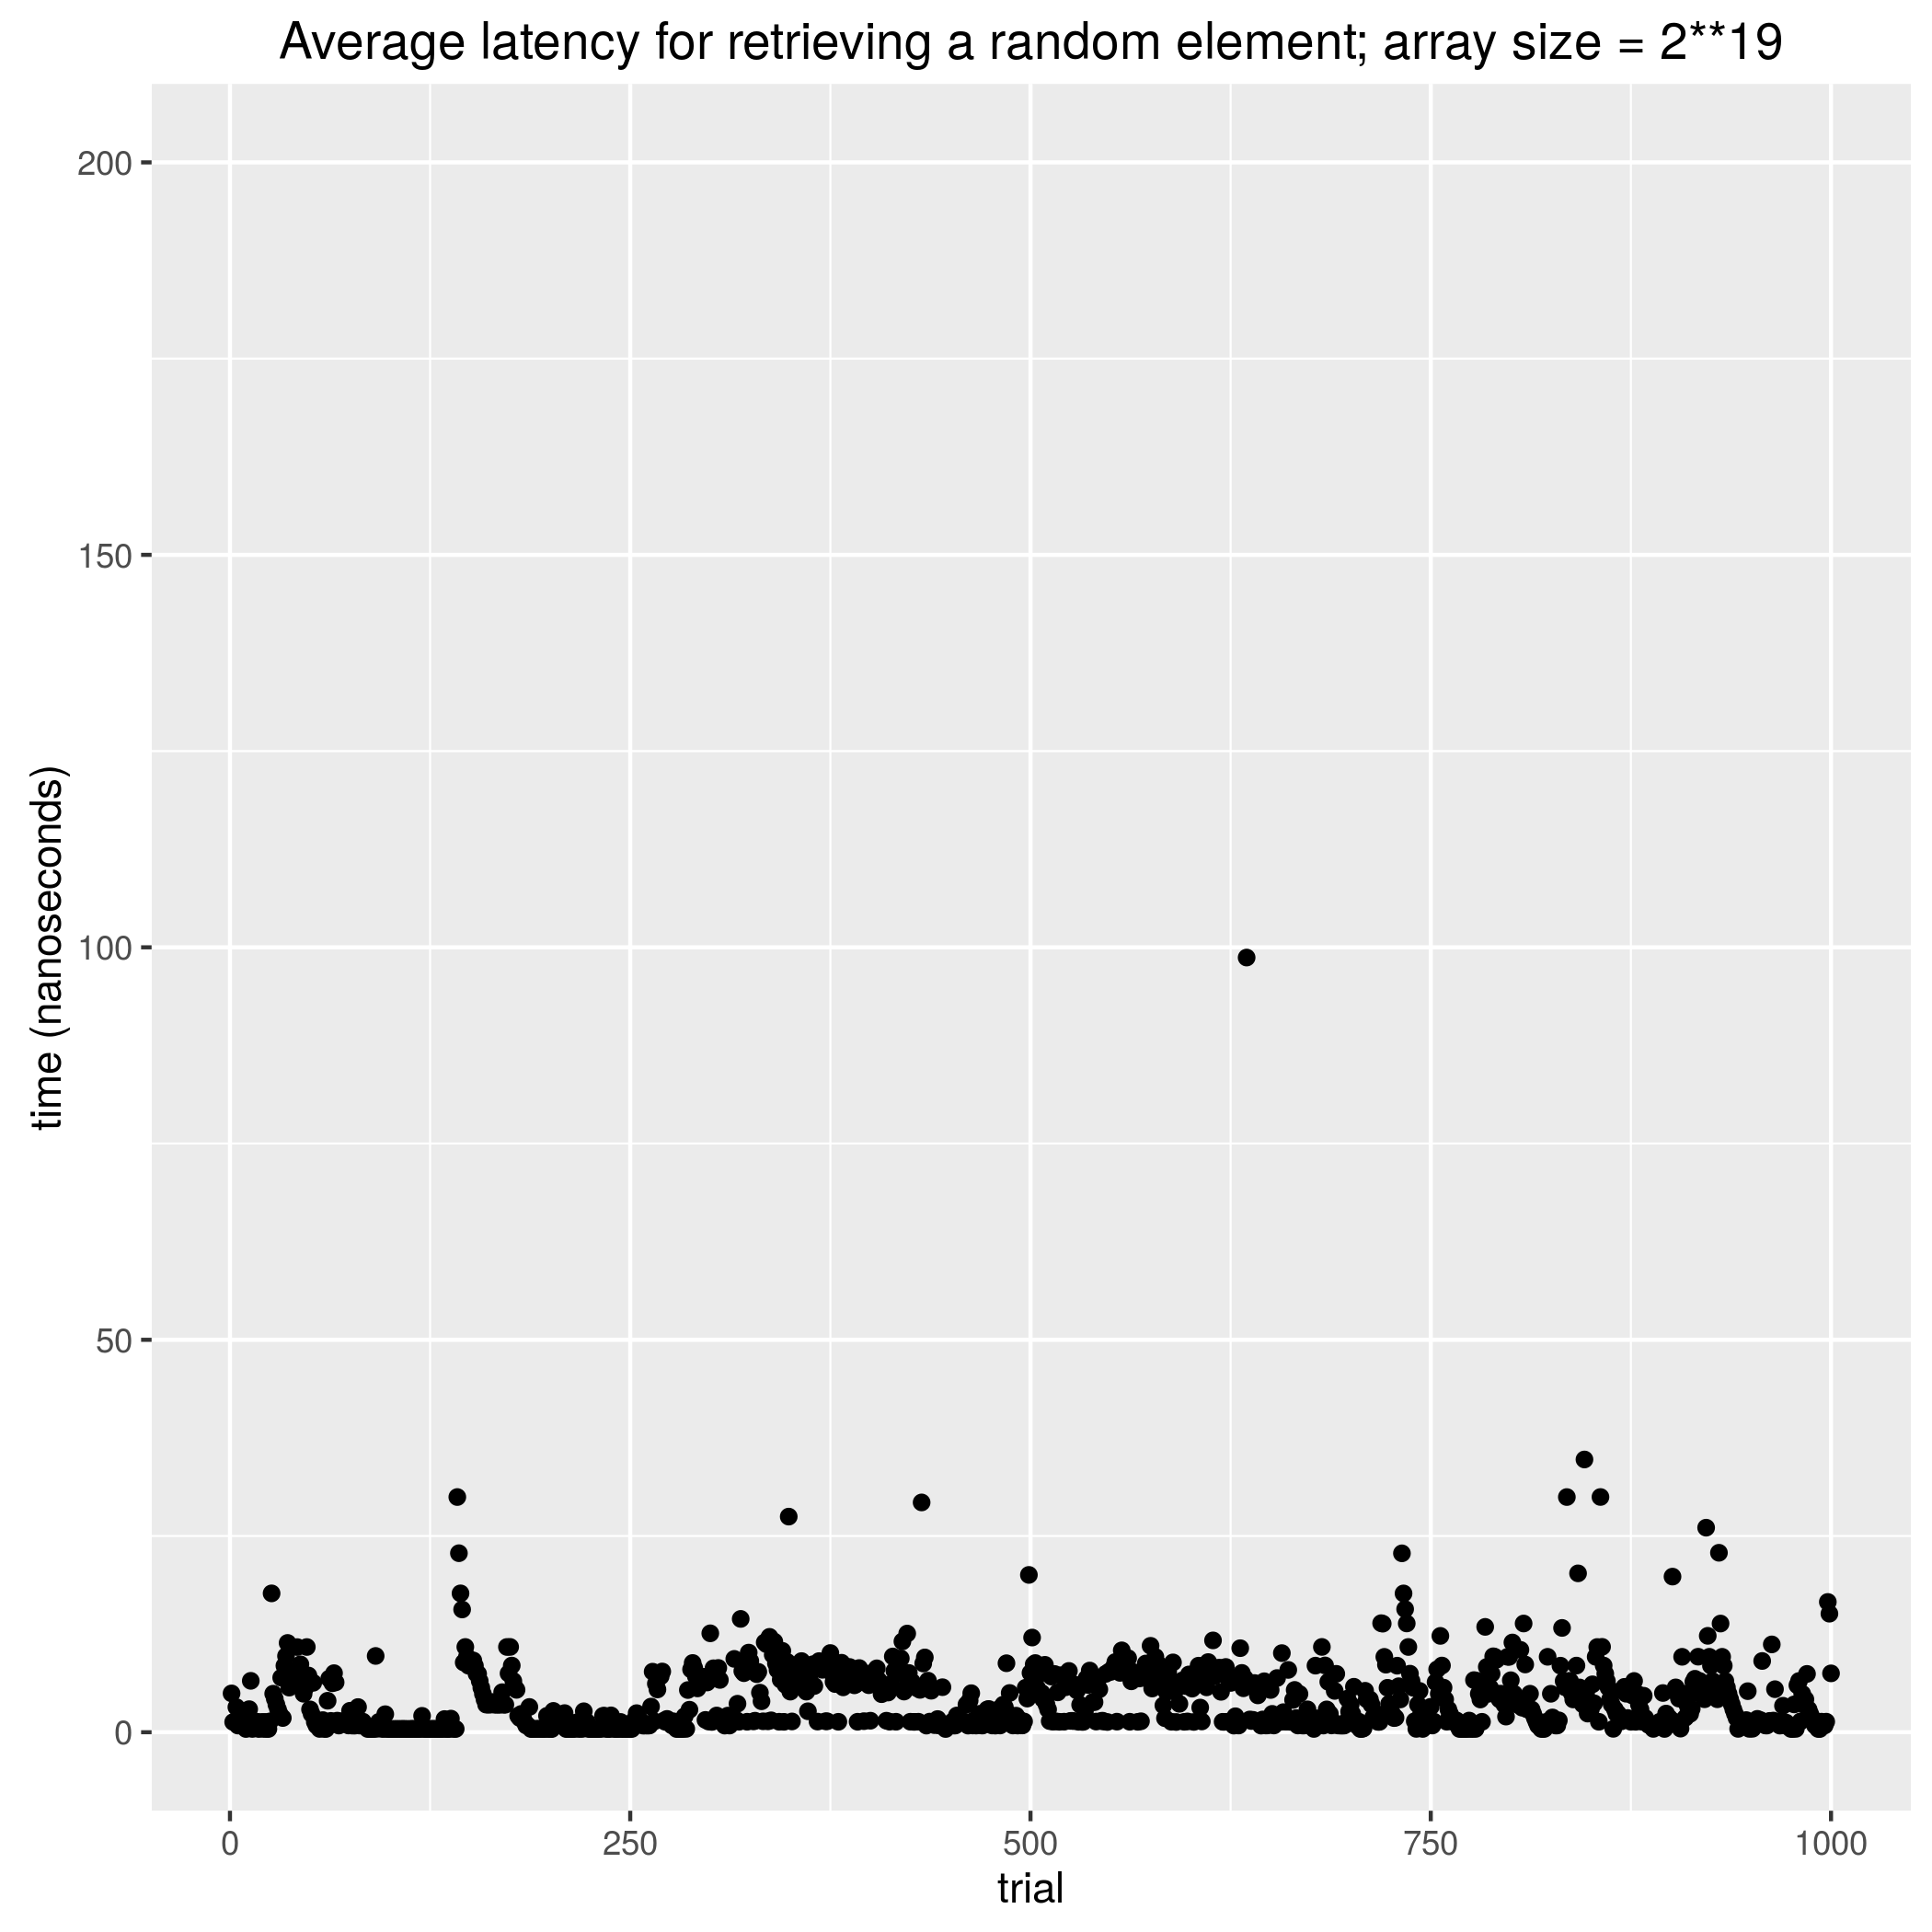 Average latency for retrieving a random element; array size = 2**19
200
150
100
50
0
time (nanoseconds)
0 250 500 750 1000
trial